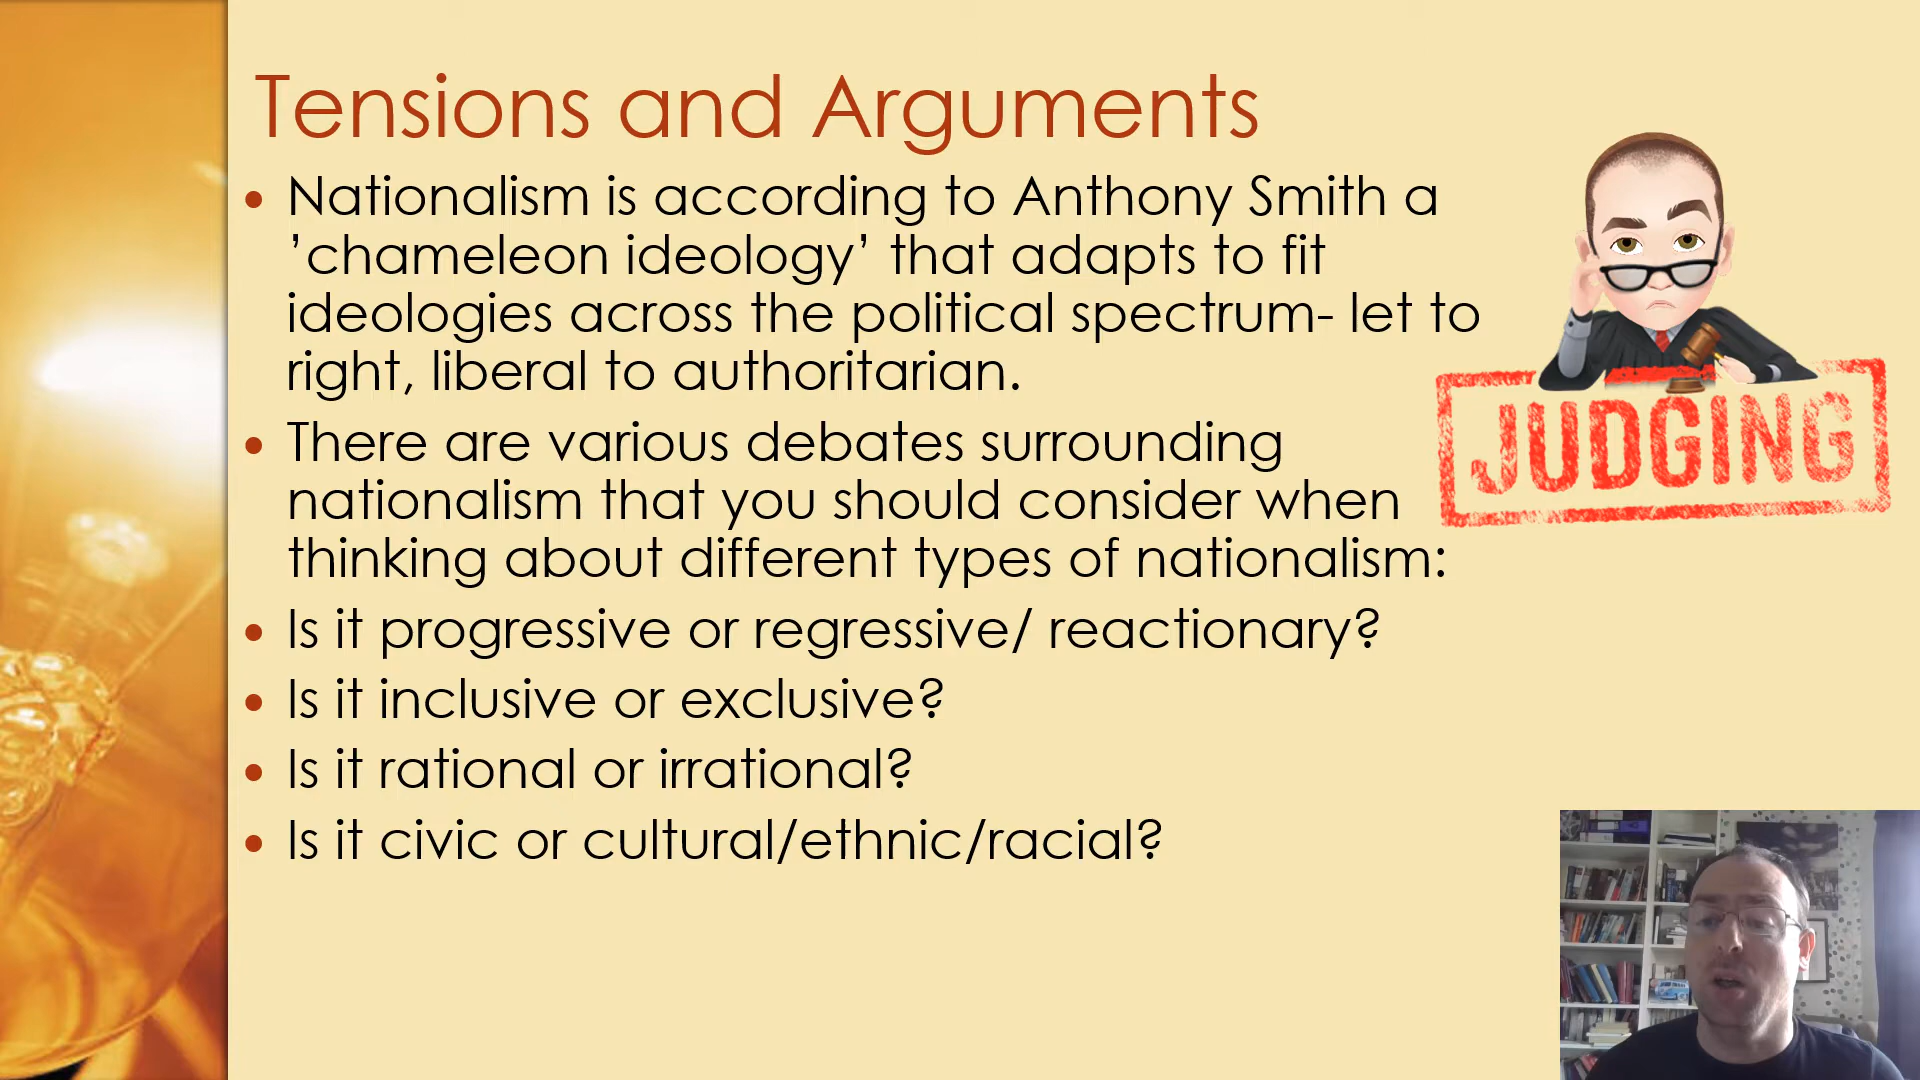 Tensions and Arguments
• Nationalism is according to Anthony Smith a
’chameleon ideology’ that adapts to fit
ideologies across the political spectrum- let to
right, liberal to authoritarian.
• There are various debates surrounding
nationalism that you should consider when
thinking about different types of nationalism:
• Is it progressive or regressive/ reactionary?
• Is it inclusive or exclusive?
• Is it rational or irrational?
• Is it civic or cultural/ethnic/racial?
JUDGING